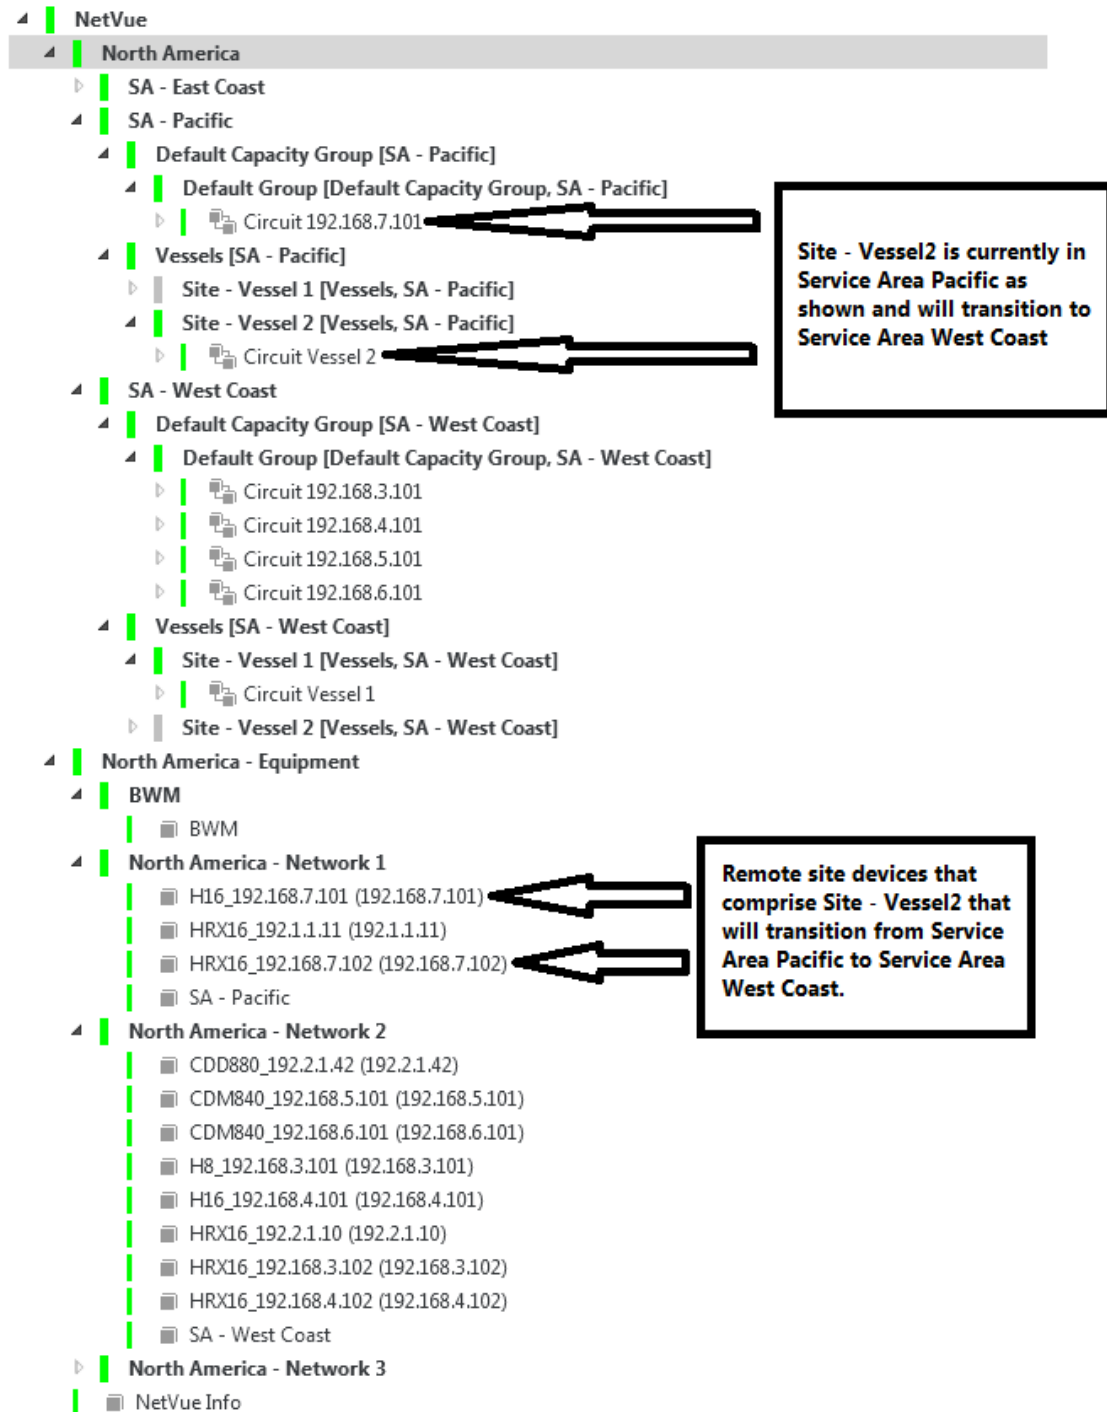 NetVue
North America
SA - East Coast
SA - Pacific
Default Capacity Group [SA - Pacific]
Default Group [Default Capacity Group, SA - Pacific]
Circuit 192.168.7.101
Vessels [SA - Pacific]
Site - Vessel 1 [Vessels, SA - Pacific]
Site - Vessel 2 [Vessels, SA - Pacific]
Circuit Vessel 2
Site - Vessel2 is currently in
Service Area Pacific as
shown and will transition to
Service Area West Coast
SA - West Coast
Default Capacity Group [SA - West Coast]
Default Group [Default Capacity Group, SA - West Coast]
Circuit 192.168.3.101
Circuit 192.168.4.101
Circuit 192.168.5.101
Circuit 192.168.6.101
Vessels [SA - West Coast]
Site - Vessel 1 [Vessels, SA - West Coast]
Circuit Vessel 1
Site - Vessel 2 [Vessels, SA - West Coast]
North America - Equipment
BWM
BWM
North America - Network 1
H16_192.168.7.101 (192.168.7.101)
HRX16_192.1.1.11 (192.1.1.11)
HRX16_192.168.7.102 (192.168.7.102)
SA - Pacific
Remote site devices that
comprise Site - Vessel2 that
will transition from Service
Area Pacific to Service Area
West Coast.
North America - Network 2
CDD880_192.2.1.42 (192.2.1.42)
CDM840_192.168.5.101 (192.168.5.101)
CDM840_192.168.6.101 (192.168.6.101)
H8_192.168.3.101 (192.168.3.101)
H16_192.168.4.101 (192.168.4.101)
HRX16_192.2.1.10 (192.2.1.10)
HRX16_192.168.3.102 (192.168.3.102)
HRX16_192.168.4.102 (192.168.4.102)
SA - West Coast
North America - Network 3
NetVue Info